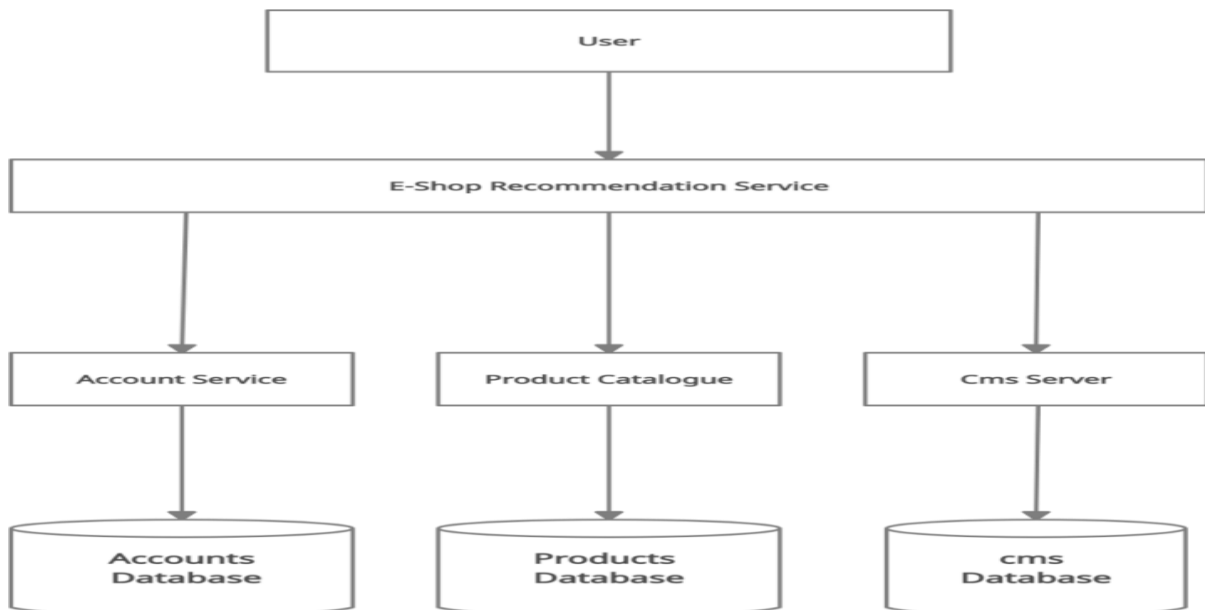 User
E-Shop Recommendation Service
Account Service
Product Catalogue
Cms Server
Accounts
Database
Products
Database
cms
Database